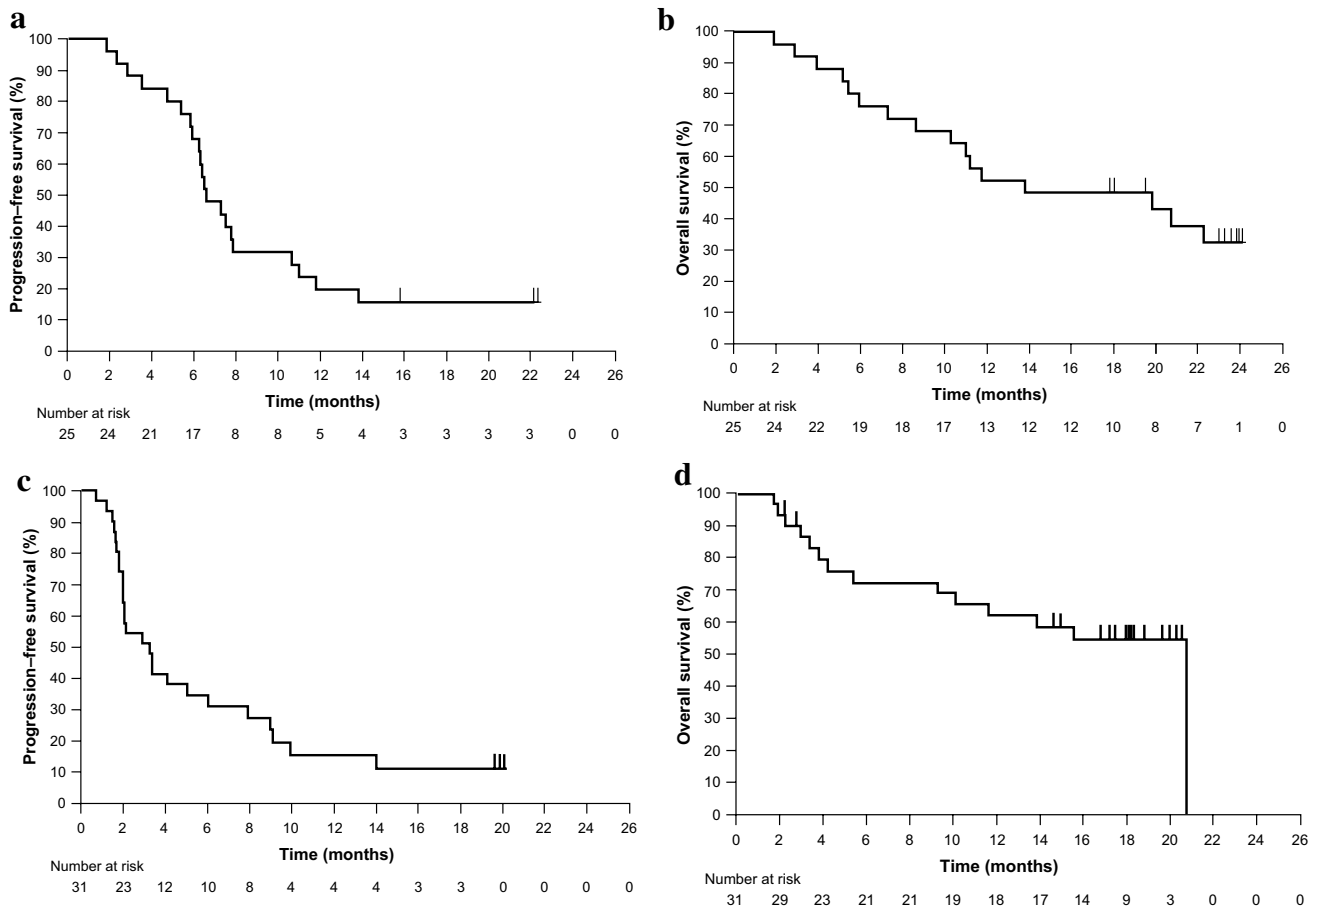 a
Progression–free survival (%)
100
90
80
70
60
50
40
30
20
10
0
0 2 4 6 8 10 12 14 16 18 20 22 24 26
Time (months)
Number at risk
25 24 21 17 8 8 5 4 3 3 3 3 0 0
b
Overall survival (%)
100
90
80
70
60
50
40
30
20
10
0
0 2 4 6 8 10 12 14 16 18 20 22 24 26
Time (months)
Number at risk
25 24 22 19 18 17 13 12 12 10 8 7 1 0
c
Progression–free survival (%)
100
90
80
70
60
50
40
30
20
10
0
0 2 4 6 8 10 12 14 16 18 20 22 24 26
Time (months)
Number at risk
31 23 12 10 8 4 4 4 3 3 0 0 0 0
d
Overall survival (%)
100
90
80
70
60
50
40
30
20
10
0
0 2 4 6 8 10 12 14 16 18 20 22 24 26
Time (months)
Number at risk
31 29 23 21 21 19 18 17 14 9 3 0 0 0